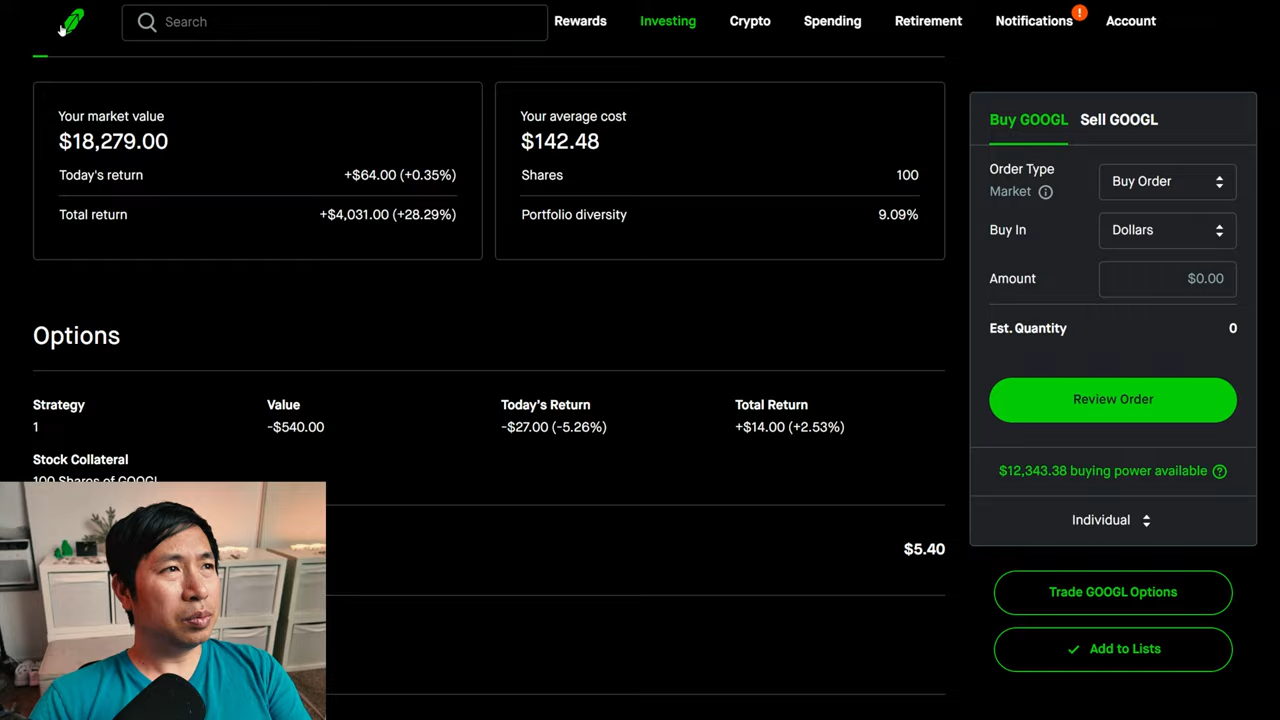 Search
Rewards
Investing
Crypto
Spending
Retirement
Notifications
!
Account
Your market value
$18,279.00
Today's return
+$64.00 (+0.35%)
Total return
+$4,031.00 (+28.29%)
Your average cost
$142.48
Shares
100
Portfolio diversity
9.09%
Buy GOOGL
Sell GOOGL
Order Type
Market
Buy Order
Buy In
Dollars
Amount
$0.00
Est. Quantity
0
Review Order
$12,343.38 buying power available
Individual
Trade GOOGL Options
Add to Lists
Options
Strategy
Value
Today's Return
Total Return
1
-$540.00
-$27.00 (-5.26%)
+$14.00 (+2.53%)
Stock Collateral
100 Shares of GOOGL
$5.40